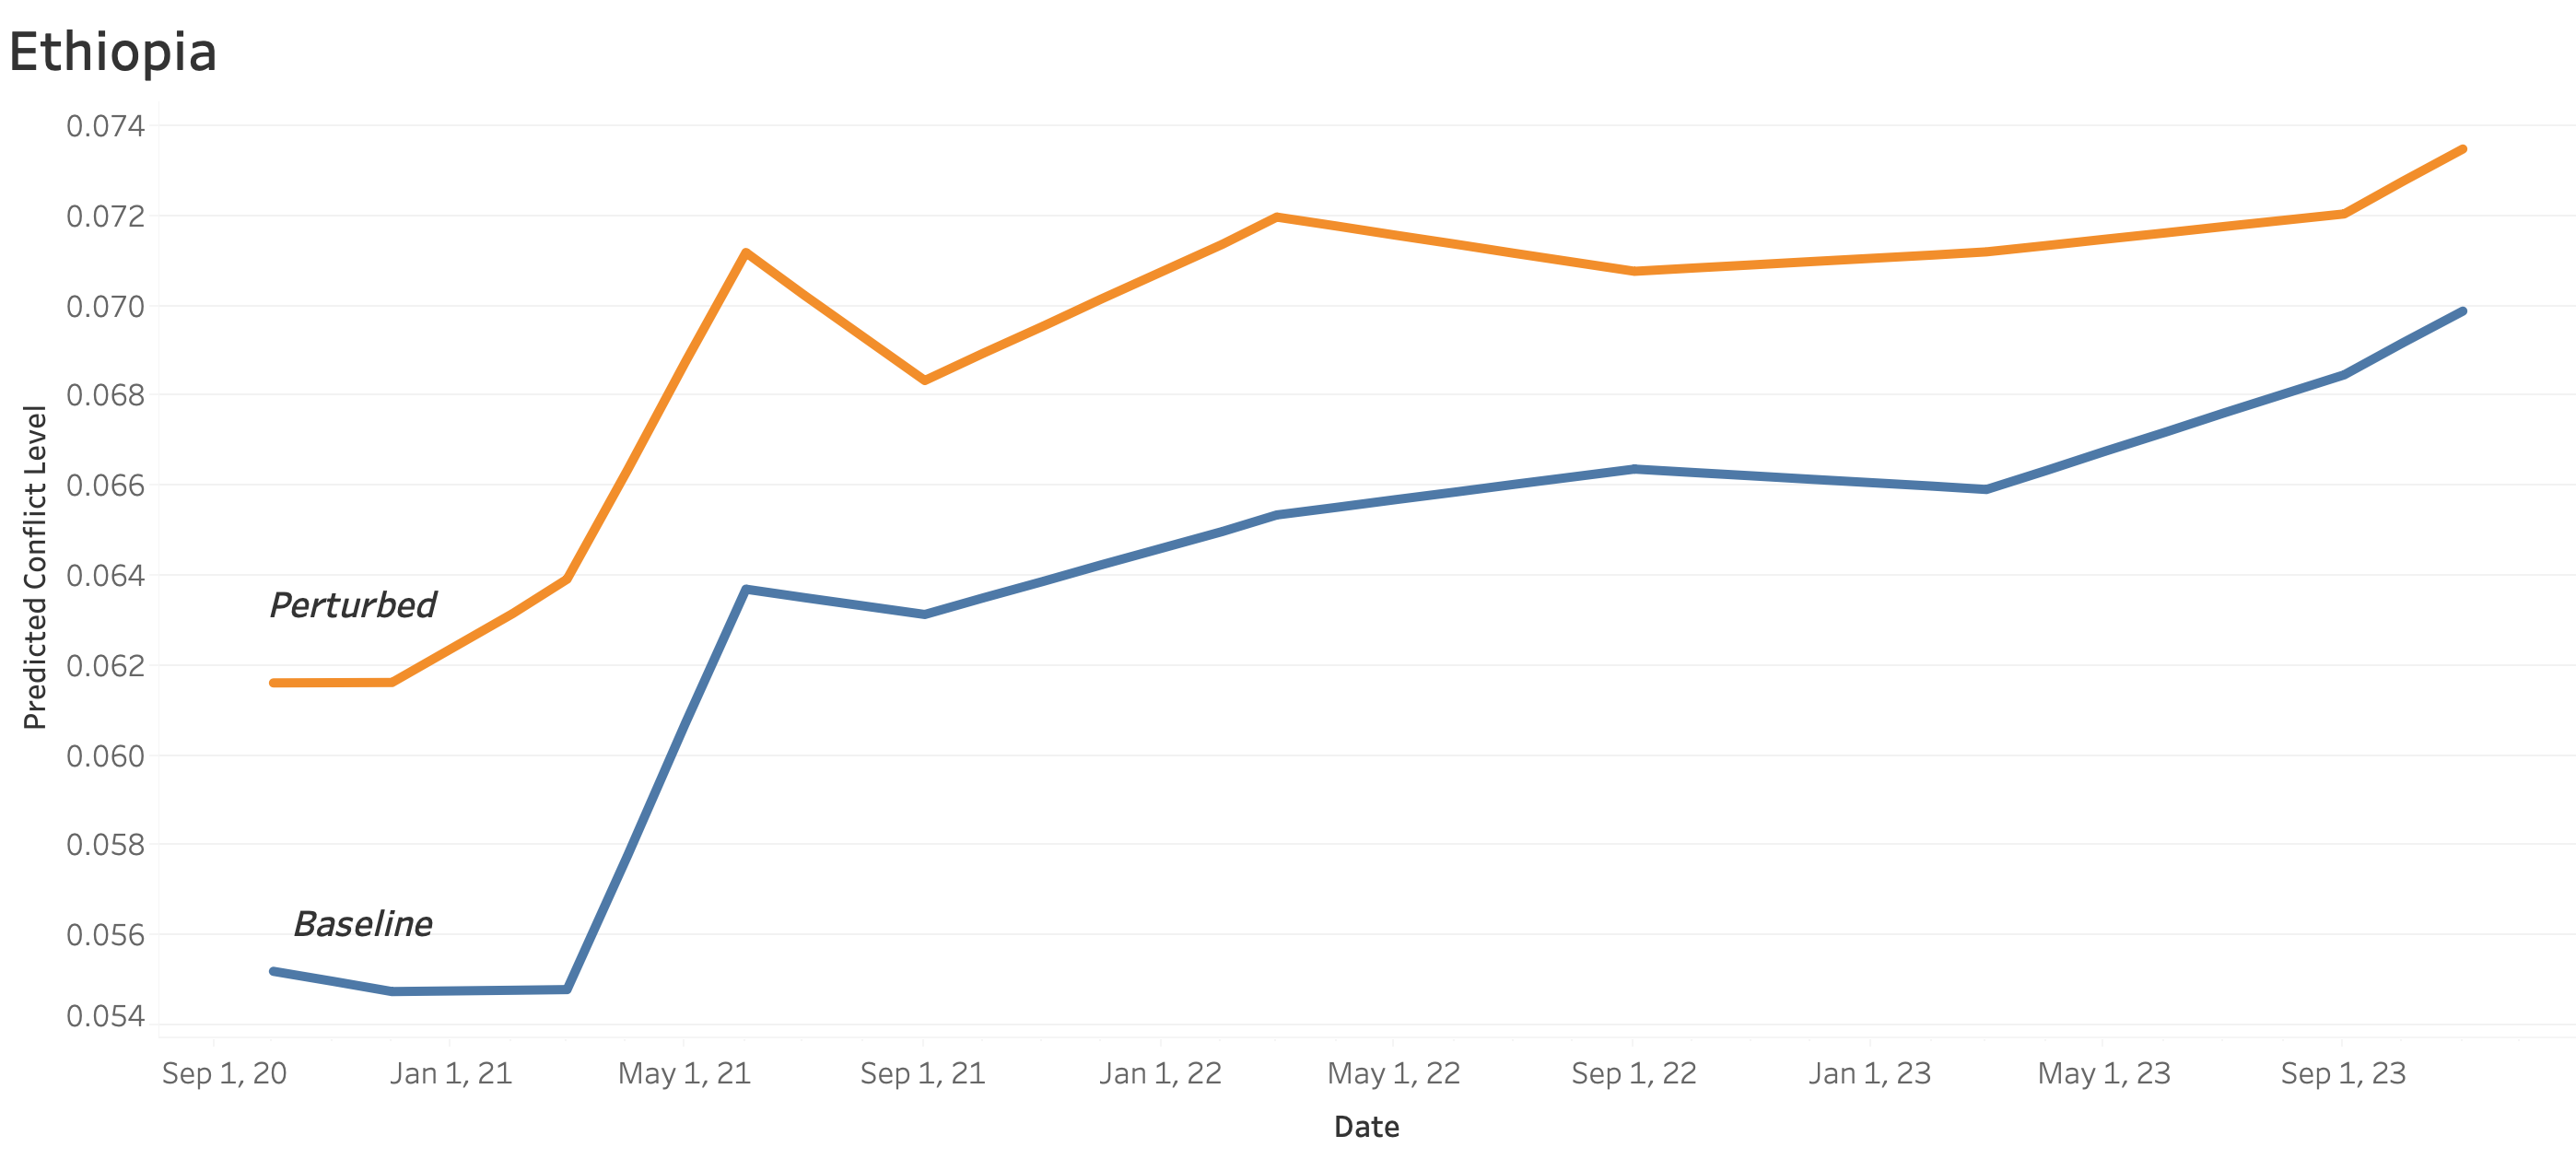 Ethiopia
0.074
0.072
0.070
0.068
0.066
0.064
0.062
0.060
0.058
0.056
0.054
Predicted Conflict Level
Perturbed
Baseline
Sep 1, 20
Jan 1, 21
May 1, 21
Sep 1, 21
Jan 1, 22
May 1, 22
Sep 1, 22
Jan 1, 23
May 1, 23
Sep 1, 23
Date